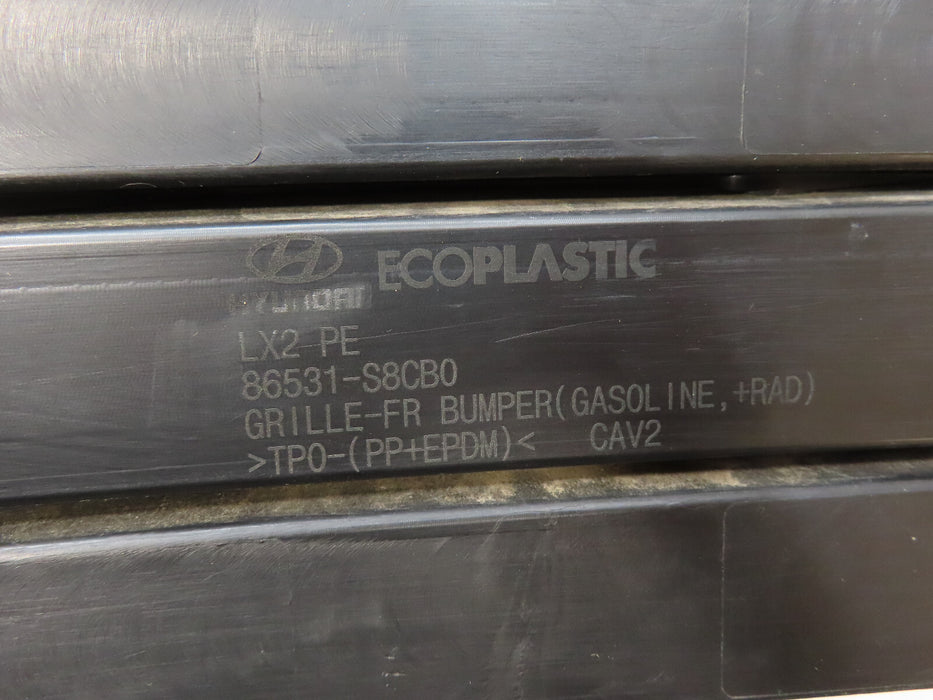 ECOPLASTIC
HYUNDAI
LX2 PE
86531-S8CB0
GRILLE-FR BUMPER(GASOLINE,+RAD)
>TPO-(PP+EPDM)< CAV2